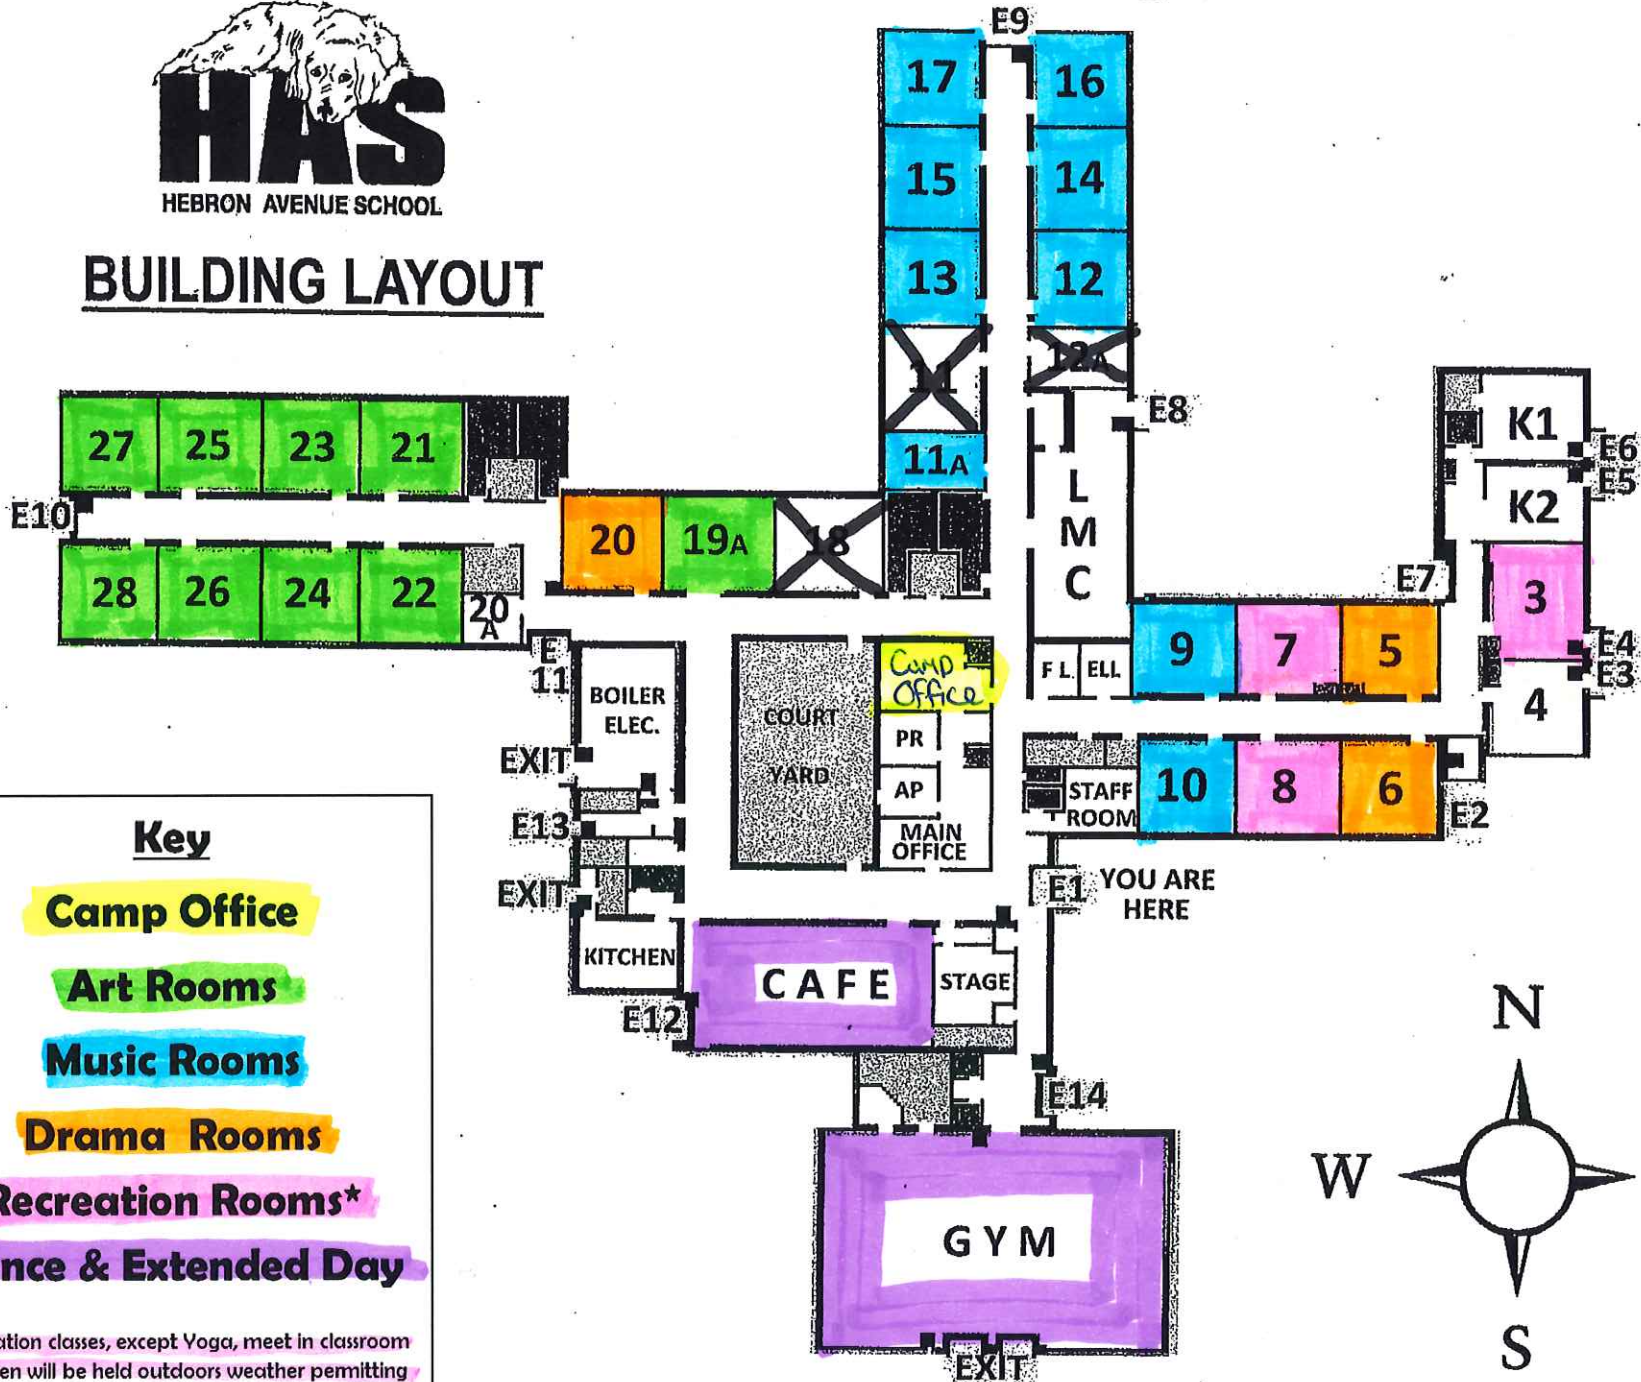 HAS
HEBRON AVENUE SCHOOL
BUILDING LAYOUT
E9
17
16
15
14
13
12
11
12A
11A
E8
27
25
23
21
E10
28
26
24
22
20
A
20
19A
18
L
M
C
K1
E6
E5
K2
E7
3
E4
E3
4
E
11
BOILER
ELEC.
EXIT
E13
EXIT
KITCHEN
E12
COURT
YARD
Camp
Office
PR
AP
MAIN
OFFICE
F L.
ELL
9
7
5
STAFF
ROOM
10
8
6
E2
E1
YOU ARE
HERE
CAFE
STAGE
E14
GYM
EXIT
Key
Camp Office
Art Rooms
Music Rooms
Drama Rooms
Recreation Rooms*
nce & Extended Day
ation classes, except Yoga, meet in classroom
en will be held outdoors weather permitting
N
W
S